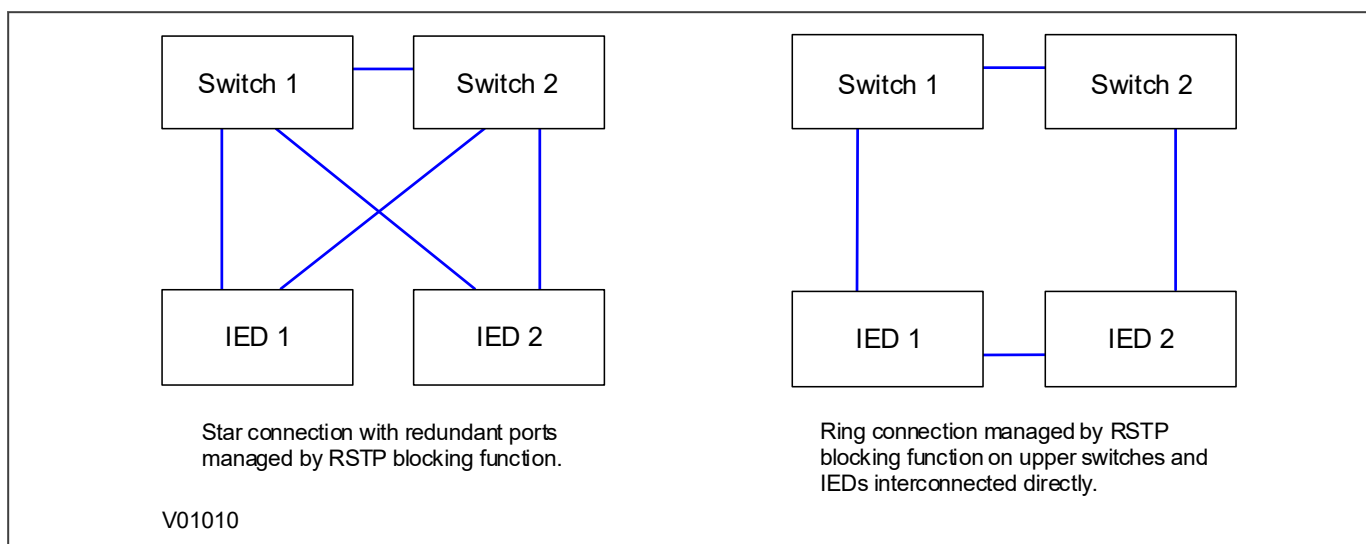 Switch 1
Switch 2
IED 1
IED 2
Star connection with redundant ports
managed by RSTP blocking function.
Switch 1
Switch 2
IED 1
IED 2
Ring connection managed by RSTP
blocking function on upper switches and
IEDs interconnected directly.
V01010